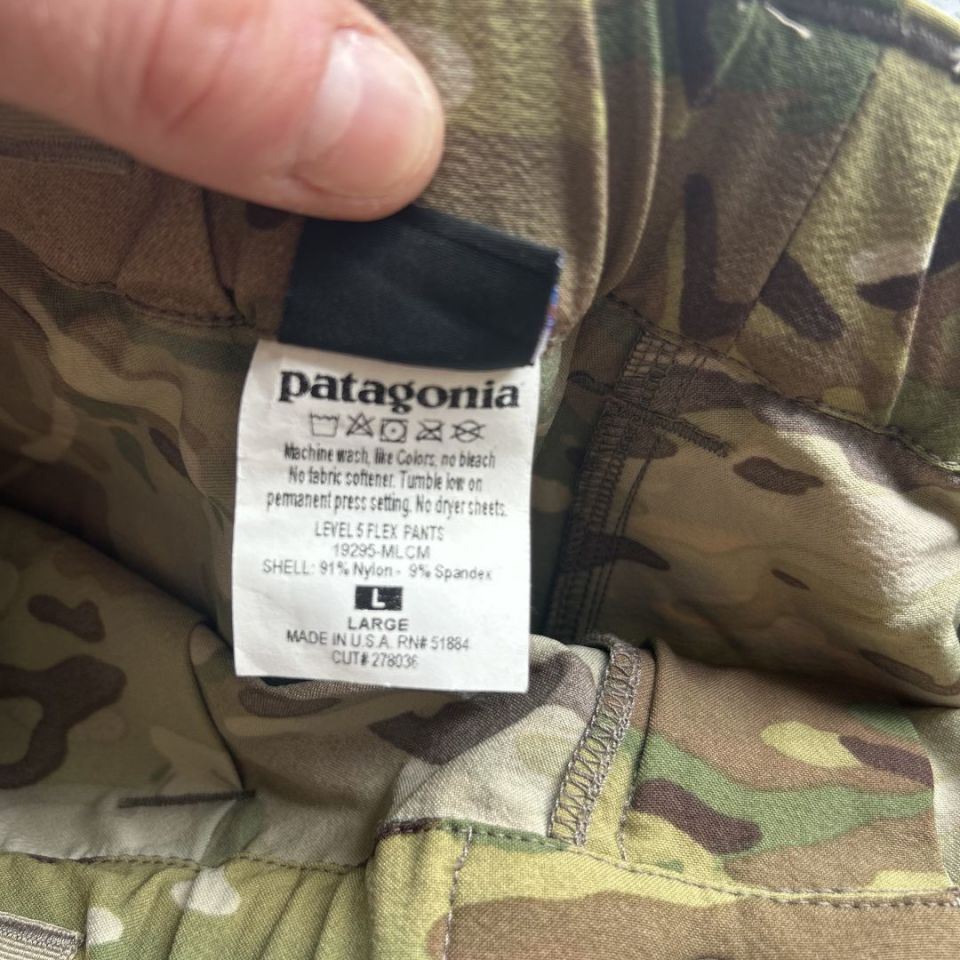 patagonia
Machine wash, like Colors, no bleach
No fabric softener. Tumble low on
permanent press setting. No dryer sheets.
LEVEL 5 FLEX PANTS
19295-MLCM
SHELL: 91% Nylon - 9% Spandex
L
LARGE
MADE IN U.S.A. RN# 51884
CUT# 278036